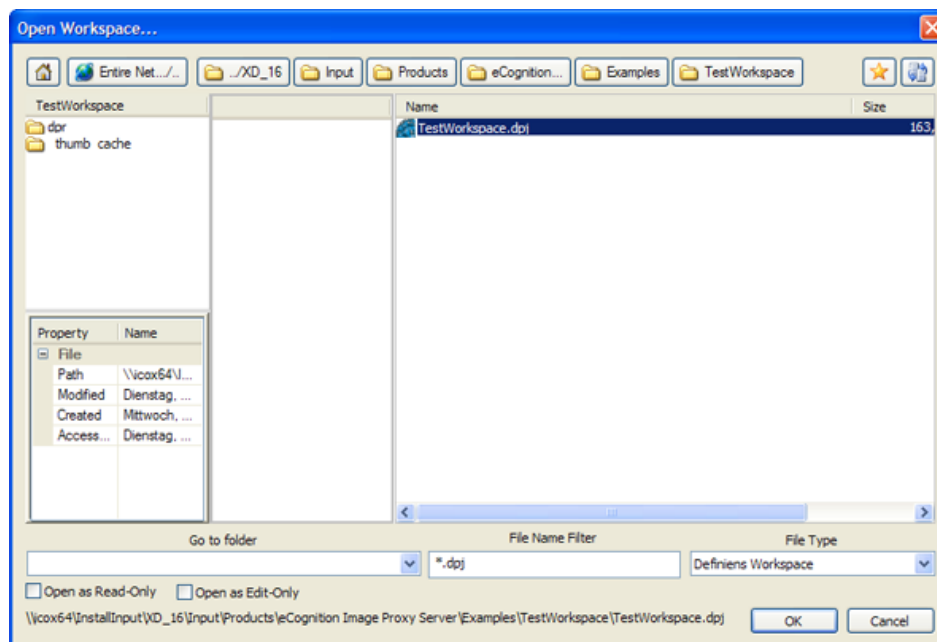 Open Workspace...
Entire Net.../.. ../XD_16 Input Products eCognition... Examples TestWorkspace
TestWorkspace
dpr
thumb cache
Name Size
TestWorkspace.dpj 163,
Property Name
File
Path \\icox64\I...
Modified Dienstag, ...
Created Mittwoch, ...
Access... Dienstag, ...
Go to folder File Name Filter File Type
*.dpj Definiens Workspace
Open as Read-Only Open as Edit-Only
\\icox64\InstallInput\XD_16\Input\Products\eCognition Image Proxy Server\Examples\TestWorkspace\TestWorkspace.dpj
OK Cancel